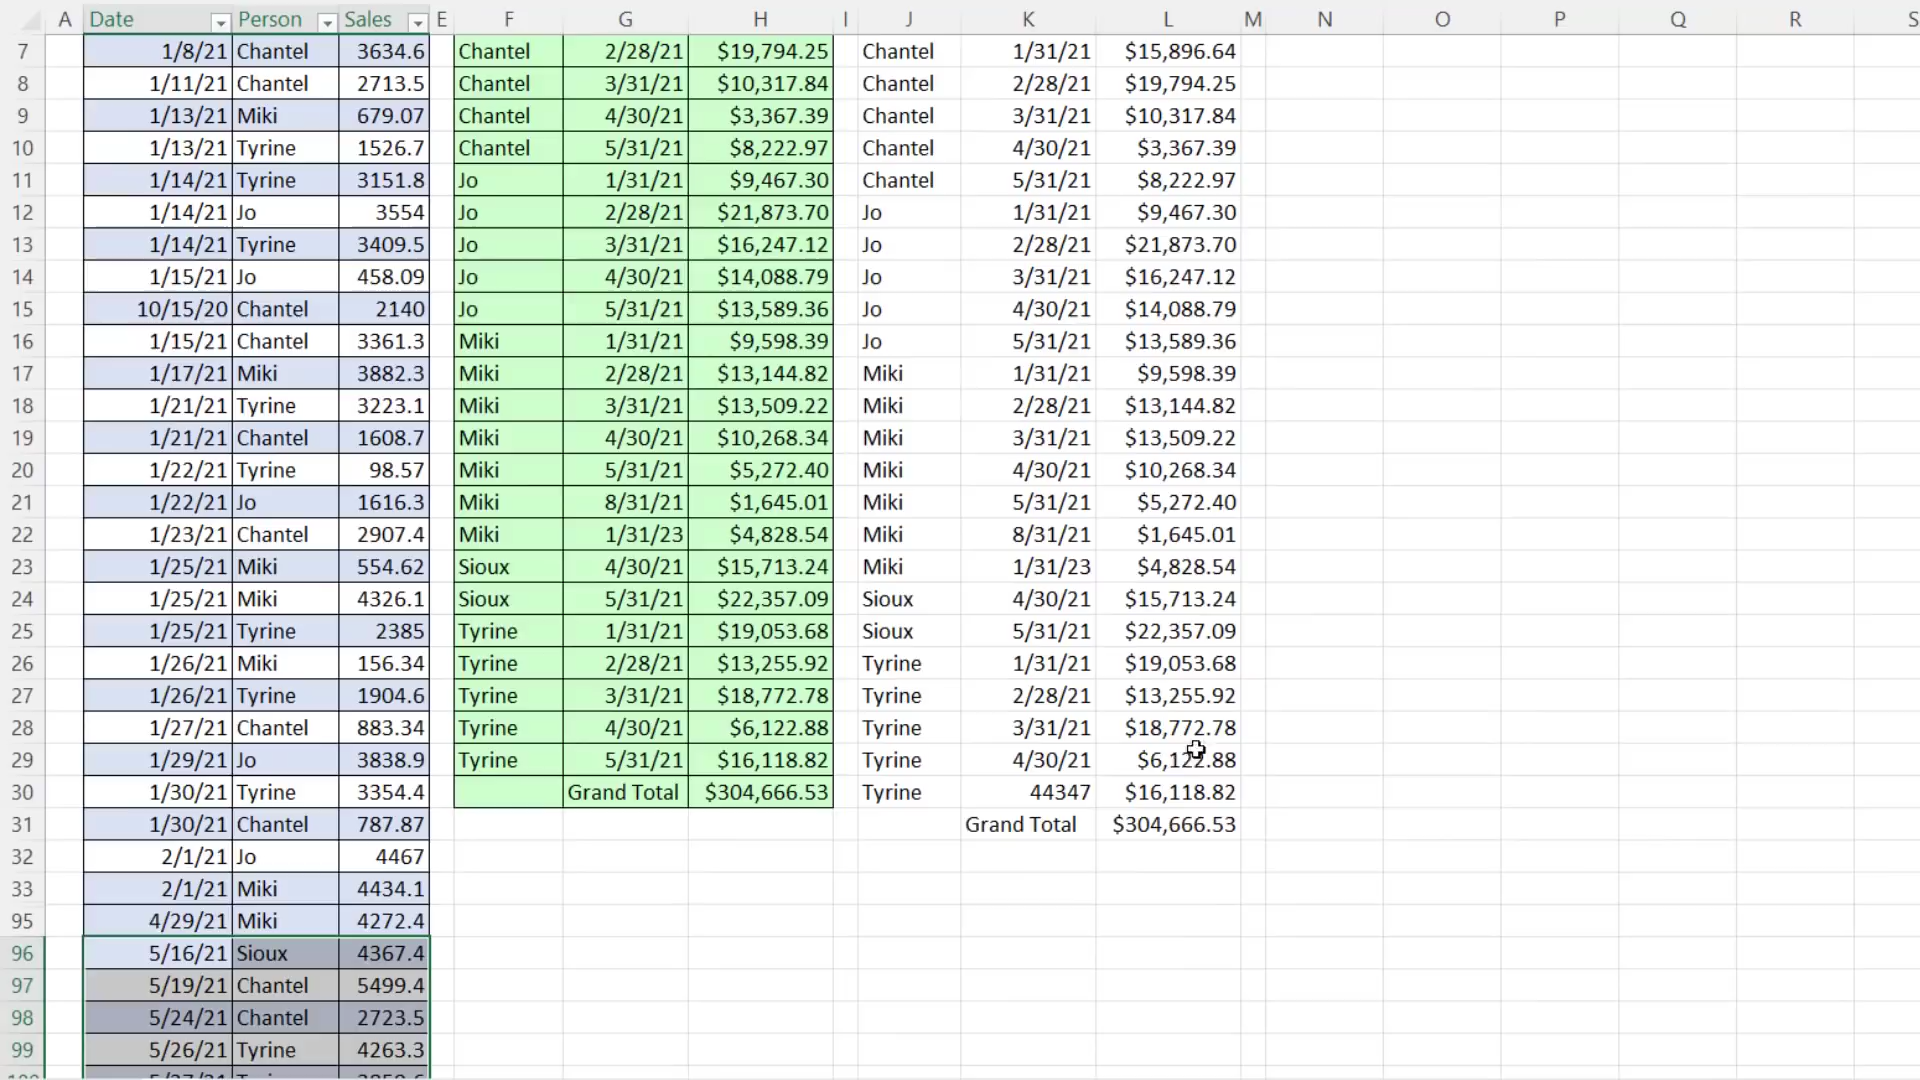 A Date Person Sales E F G H I J K L M N O P Q R S
7 1/8/21 Chantel 3634.6 Chantel 2/28/21 $19,794.25 Chantel 1/31/21 $15,896.64
8 1/11/21 Chantel 2713.5 Chantel 3/31/21 $10,317.84 Chantel 2/28/21 $19,794.25
9 1/13/21 Miki 679.07 Chantel 4/30/21 $3,367.39 Chantel 3/31/21 $10,317.84
10 1/13/21 Tyrine 1526.7 Chantel 5/31/21 $8,222.97 Chantel 4/30/21 $3,367.39
11 1/14/21 Tyrine 3151.8 Jo 1/31/21 $9,467.30 Chantel 5/31/21 $8,222.97
12 1/14/21 Jo 3554 Jo 2/28/21 $21,873.70 Jo 1/31/21 $9,467.30
13 1/14/21 Tyrine 3409.5 Jo 3/31/21 $16,247.12 Jo 2/28/21 $21,873.70
14 1/15/21 Jo 458.09 Jo 4/30/21 $14,088.79 Jo 3/31/21 $16,247.12
15 10/15/20 Chantel 2140 Jo 5/31/21 $13,589.36 Jo 4/30/21 $14,088.79
16 1/15/21 Chantel 3361.3 Miki 1/31/21 $9,598.39 Jo 5/31/21 $13,589.36
17 1/17/21 Miki 3882.3 Miki 2/28/21 $13,144.82 Miki 1/31/21 $9,598.39
18 1/21/21 Tyrine 3223.1 Miki 3/31/21 $13,509.22 Miki 2/28/21 $13,144.82
19 1/21/21 Chantel 1608.7 Miki 4/30/21 $10,268.34 Miki 3/31/21 $13,509.22
20 1/22/21 Tyrine 98.57 Miki 5/31/21 $5,272.40 Miki 4/30/21 $10,268.34
21 1/22/21 Jo 1616.3 Miki 8/31/21 $1,645.01 Miki 5/31/21 $5,272.40
22 1/23/21 Chantel 2907.4 Miki 1/31/23 $4,828.54 Miki 8/31/21 $1,645.01
23 1/25/21 Miki 554.62 Sioux 4/30/21 $15,713.24 Miki 1/31/23 $4,828.54
24 1/25/21 Miki 4326.1 Sioux 5/31/21 $22,357.09 Sioux 4/30/21 $15,713.24
25 1/25/21 Tyrine 2385 Tyrine 1/31/21 $19,053.68 Sioux 5/31/21 $22,357.09
26 1/26/21 Miki 156.34 Tyrine 2/28/21 $13,255.92 Tyrine 1/31/21 $19,053.68
27 1/26/21 Tyrine 1904.6 Tyrine 3/31/21 $18,772.78 Tyrine 2/28/21 $13,255.92
28 1/27/21 Chantel 883.34 Tyrine 4/30/21 $6,122.88 Tyrine 3/31/21 $18,772.78
29 1/29/21 Jo 3838.9 Tyrine 5/31/21 $16,118.82 Tyrine 4/30/21 $6,122.88
30 1/30/21 Tyrine 3354.4 Grand Total $304,666.53 Tyrine 44347 $16,118.82
31 1/30/21 Chantel 787.87 Grand Total $304,666.53
32 2/1/21 Jo 4467
33 2/1/21 Miki 4434.1
95 4/29/21 Miki 4272.4
96 5/16/21 Sioux 4367.4
97 5/19/21 Chantel 5499.4
98 5/24/21 Chantel 2723.5
99 5/26/21 Tyrine 4263.3